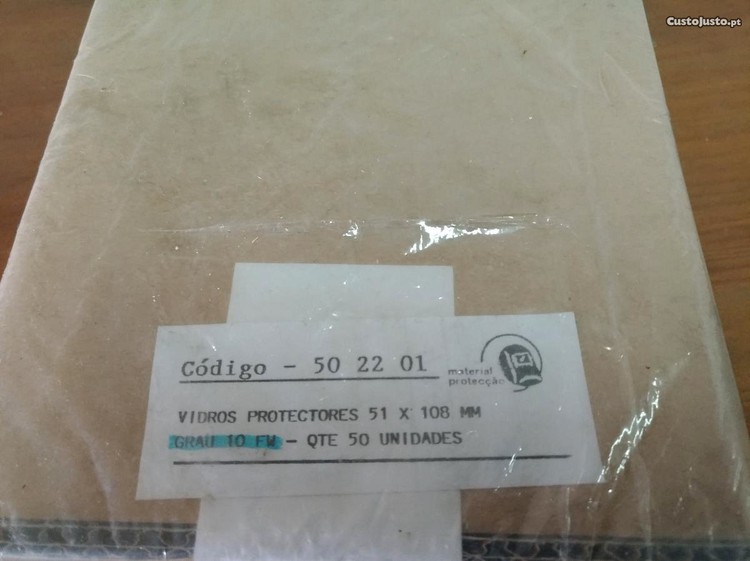 CustoJusto.pt
Código - 50 22 01
material
protecção
VIDROS PROTECTORES 51 X 108 MM
GRAU 10 FW - QTE 50 UNIDADES